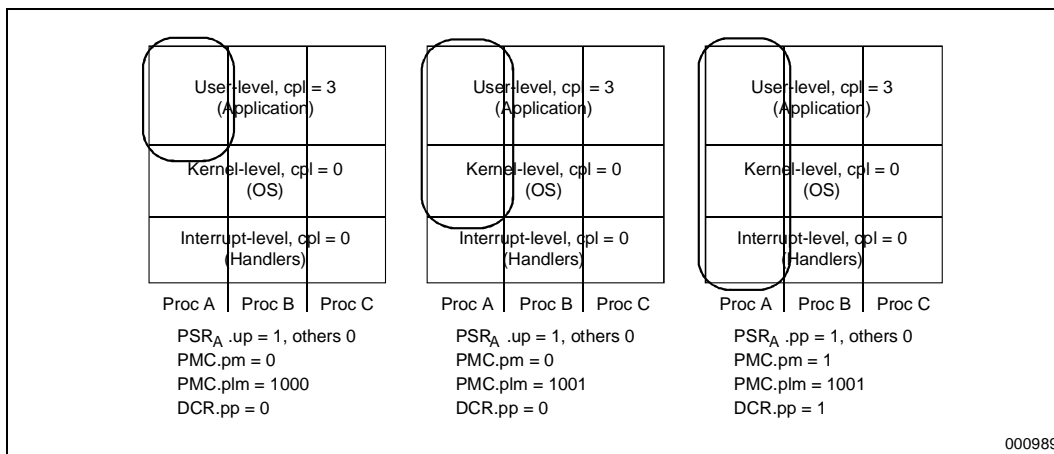 User-level, cpl = 3
(Application)
Kernel-level, cpl = 0
(OS)
Interrupt-level, cpl = 0
(Handlers)
Proc A Proc B Proc C
PSRA .up = 1, others 0
PMC.pm = 0
PMC.plm = 1000
DCR.pp = 0
User-level, cpl = 3
(Application)
Kernel-level, cpl = 0
(OS)
Interrupt-level, cpl = 0
(Handlers)
Proc A Proc B Proc C
PSRA .up = 1, others 0
PMC.pm = 0
PMC.plm = 1001
DCR.pp = 0
User-level, cpl = 3
(Application)
Kernel-level, cpl = 0
(OS)
Interrupt-level, cpl = 0
(Handlers)
Proc A Proc B Proc C
PSRA .pp = 1, others 0
PMC.pm = 1
PMC.plm = 1001
DCR.pp = 1
000989